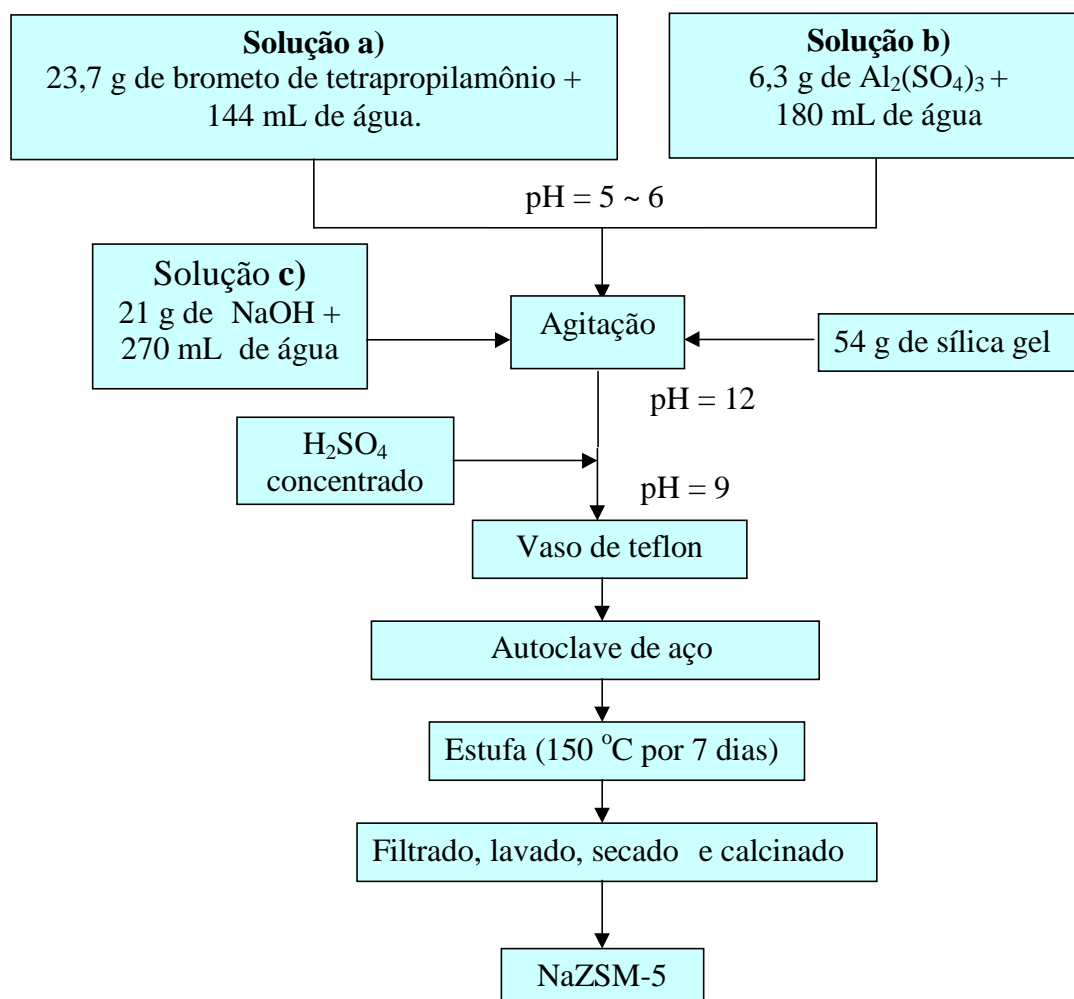 Solução a)
23,7 g de brometo de tetrapropilamônio +
144 mL de água.
Solução b)
6,3 g de Al₂(SO₄)₃ +
180 mL de água
pH = 5 ~ 6
Solução c)
21 g de NaOH +
270 mL de água
Agitação
54 g de sílica gel
pH = 12
H₂SO₄
concentrado
pH = 9
Vaso de teflon
Autoclave de aço
Estufa (150 °C por 7 dias)
Filtrado, lavado, secado e calcinado
NaZSM-5